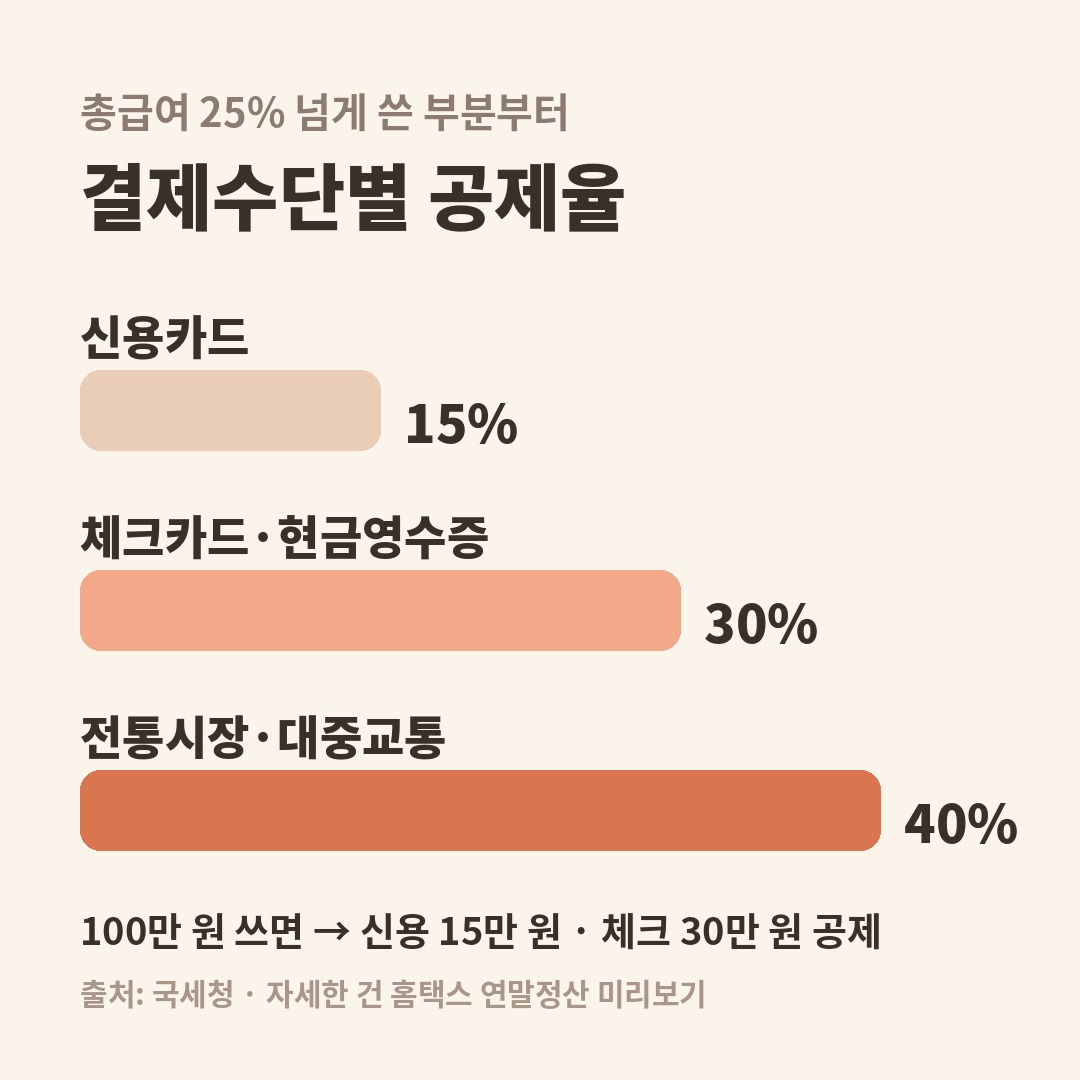 총급여 25% 넘게 쓴 부분부터
결제수단별 공제율
신용카드
15%
체크카드·현금영수증
30%
전통시장·대중교통
40%
100만 원 쓰면 → 신용 15만 원 · 체크 30만 원 공제
출처: 국세청 · 자세한 건 홈택스 연말정산 미리보기